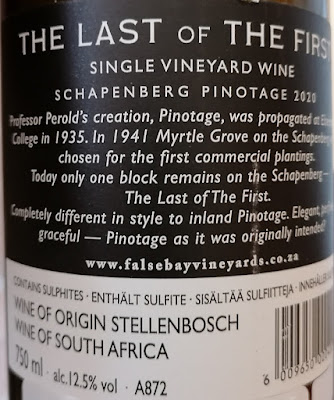 THE LAST OF THE FIRST
SINGLE VINEYARD WINE
SCHAPENBERG PINOTAGE 2020
Professor Perold's creation, Pinotage, was propagated at
College in 1935. In 1941 Myrtle Grove on the Schapenberg
chosen for the first commercial plantings.
Today only one block remains on the Schapenberg —
The Last of The First.
Completely different in style to inland Pinotage. Elegant,
graceful — Pinotage as it was originally intended
www.falsebayvineyards.co.za
CONTAINS SULPHITES · ENTHÄLT SULFITE · SISÄLTÄÄ SULFIITTEJA ·
WINE OF ORIGIN STELLENBOSCH
WINE OF SOUTH AFRICA
750 ml · alc.12.5% vol · A872
6 009650